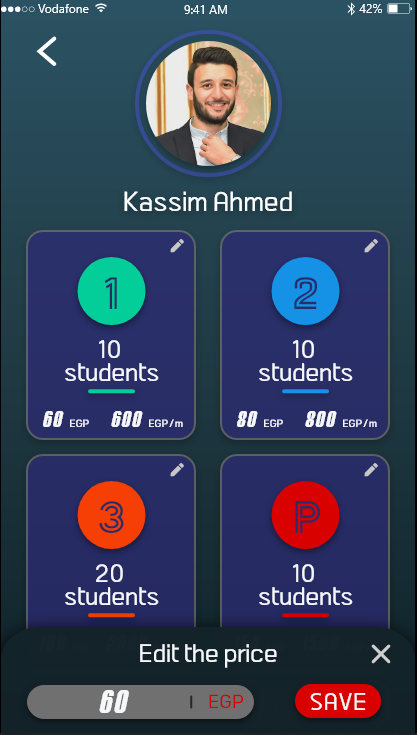 Vodafone 9:41 AM 42%
Kassim Ahmed
1 2
10 students 10 students
60 EGP 600 EGP/m 80 EGP 800 EGP/m
3 P
20 students 10 students
Edit the price
60 | EGP SAVE